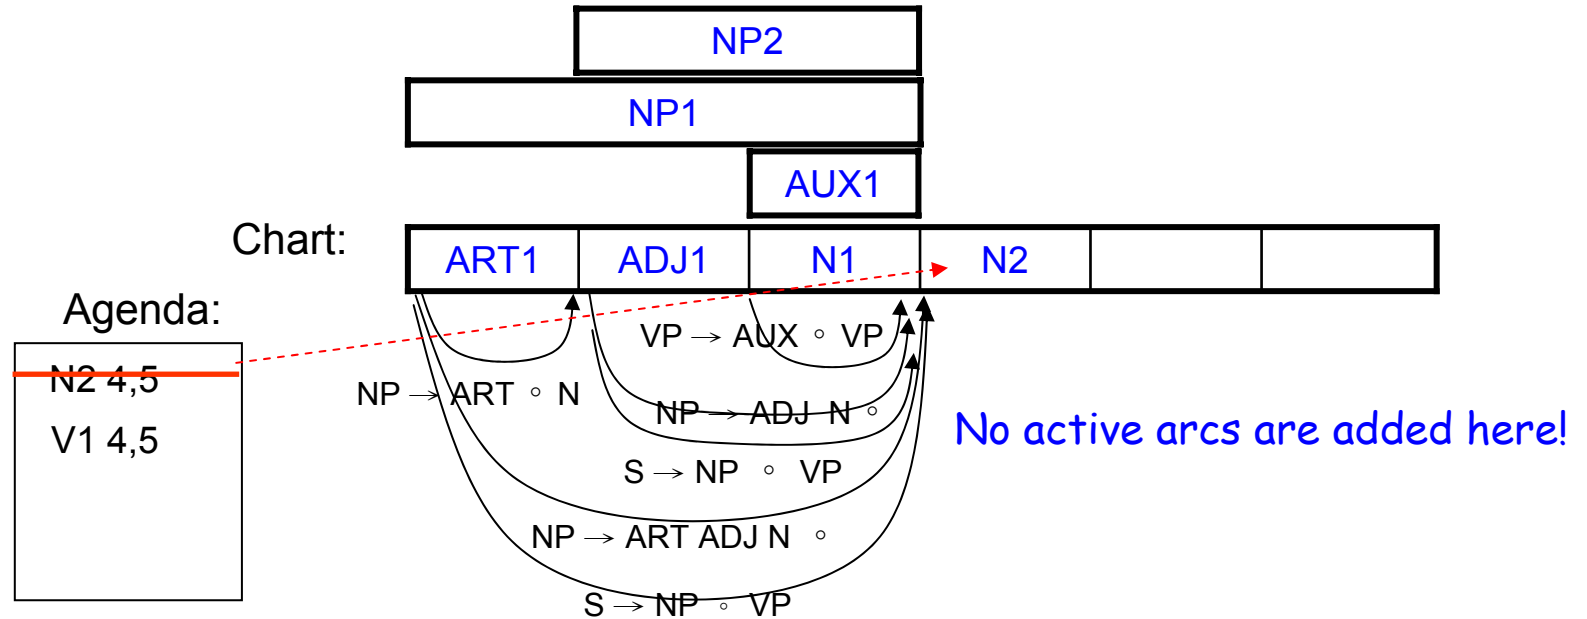 NP2
NP1
AUX1
Chart:
ART1 ADJ1 N1 N2
Agenda:
N2 4,5
V1 4,5
VP → AUX ∘ VP
NP → ART ∘ N
NP → ADJ N ∘
No active arcs are added here!
S → NP ∘ VP
NP → ART ADJ N ∘
S → NP ∘ VP